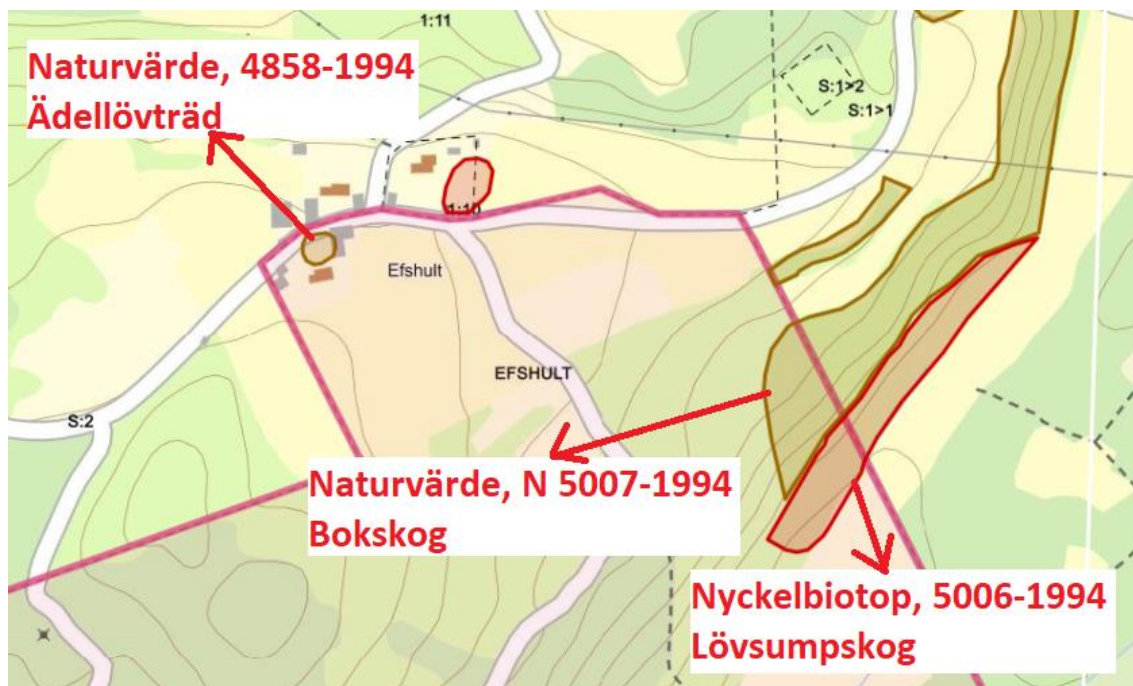 1:11
Naturvärde, 4858-1994
Ädellövträd
S:1>2
S:1>1
1:10
Efshult
EFSHULT
S:2
Naturvärde, N 5007-1994
Bokskog
Nyckelbiotop, 5006-1994
Lövsumpskog